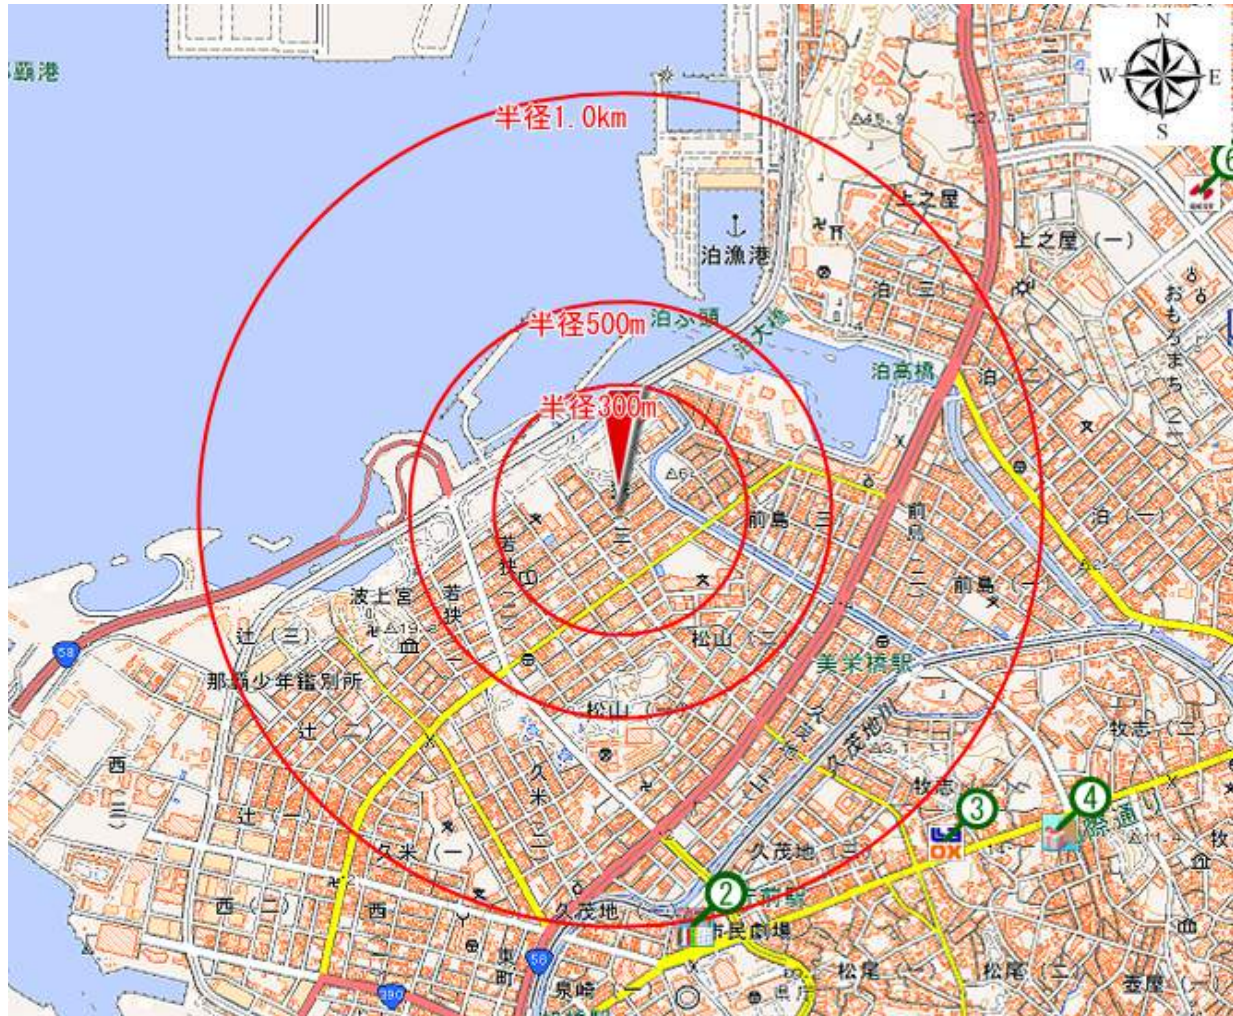 N
W E
S
覇港
半径1.0km
上之屋
上之屋(一)
泊漁港
泊(三)
おもろまち(二)
半径500m
泊ふ頭
泊大橋
泊高橋
泊(二)
半径300m
前島(三)
前島(二)
泊(一)
若狭
(三)
前島(一)
波上宮
若狭
松山(二)
辻(三)
美栄橋駅
58
那覇少年鑑別所
松山(一)
辻(二)
久茂地川
牧志(二)
西(三)
久米(二)
牧志
4
3
際通り
辻(一)
久米(一)
久茂地(三)
OX
2
前駅
西(二)
西
久茂地
市民劇場
東町
58
松尾(一)
松尾(二)
壺屋(一)
390
泉崎(一)
県庁